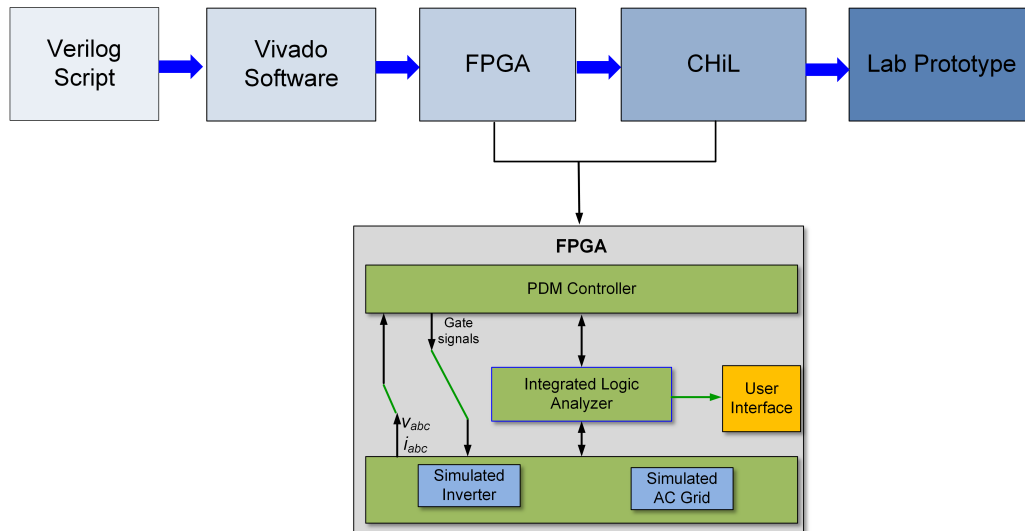 Verilog
Script
Vivado
Software
FPGA
CHiL
Lab Prototype
FPGA
PDM Controller
Gate
signals
Integrated Logic
Analyzer
User
Interface
vabc
iabc
Simulated
Inverter
Simulated
AC Grid